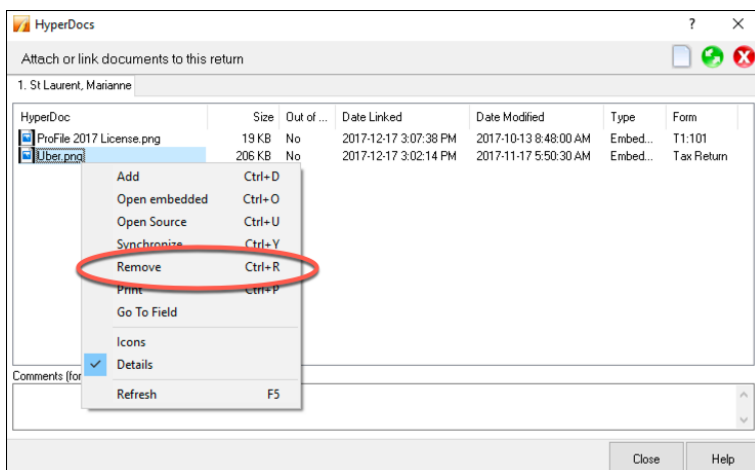 HyperDocs ? X
Attach or link documents to this return
1. St Laurent, Marianne
HyperDoc Size Out of ... Date Linked Date Modified Type Form
ProFile 2017 License.png 19 KB No 2017-12-17 3:07:38 PM 2017-10-13 8:48:00 AM Embed... T1:101
Uber.png 206 KB No 2017-12-17 3:02:14 PM 2017-11-17 5:50:30 AM Embed... Tax Return
Add Ctrl+D
Open embedded Ctrl+O
Open Source Ctrl+U
Synchronize Ctrl+Y
Remove Ctrl+R
Print Ctrl+P
Go To Field
Icons
Details
Comments (for
Refresh F5
Close Help